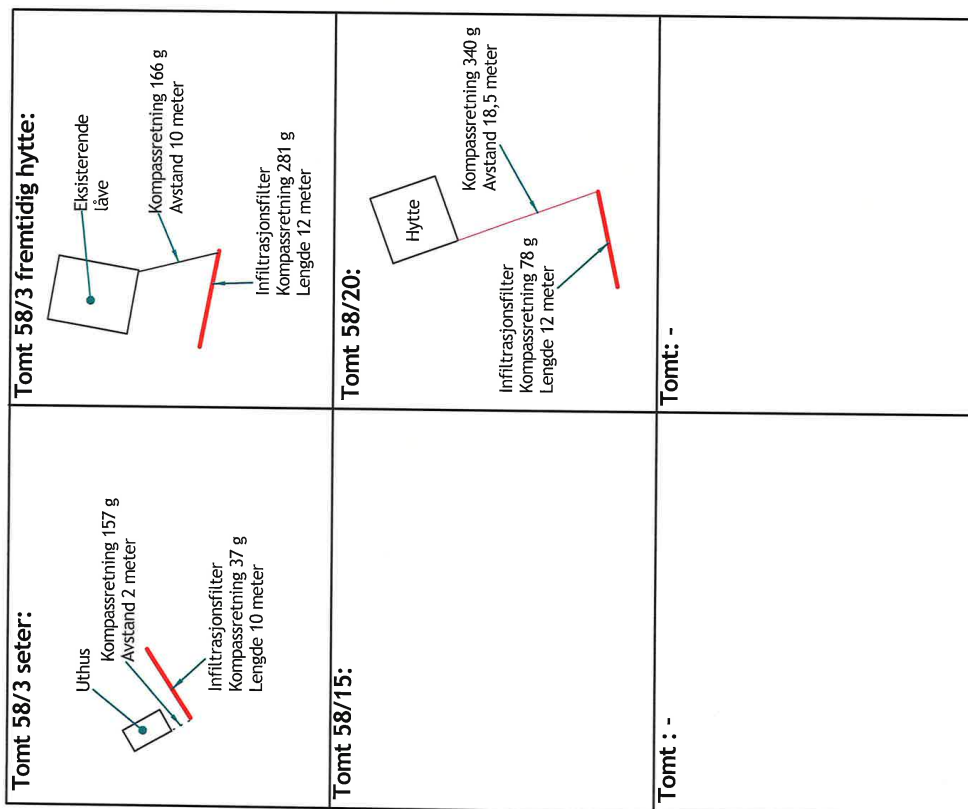 Tomt 58/3 seter:
Uthus
Kompassretning 157 g
Avstand 2 meter
Infiltrasjonsfilter
Kompassretning 37 g
Lengde 10 meter
Tomt 58/3 fremtidig hytte:
Eksisterende
låve
Kompassretning 166 g
Avstand 10 meter
Infiltrasjonsfilter
Kompassretning 281 g
Lengde 12 meter
Tomt 58/15:
Tomt 58/20:
Hytte
Kompassretning 340 g
Avstand 18,5 meter
Infiltrasjonsfilter
Kompassretning 78 g
Lengde 12 meter
Tomt : -
Tomt: -